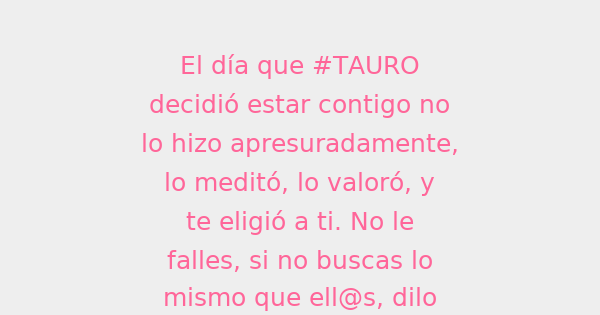 El día que #TAURO
decidió estar contigo no
lo hizo apresuradamente,
lo meditó, lo valoró, y
te eligió a ti. No le
falles, si no buscas lo
mismo que ell@s, dilo